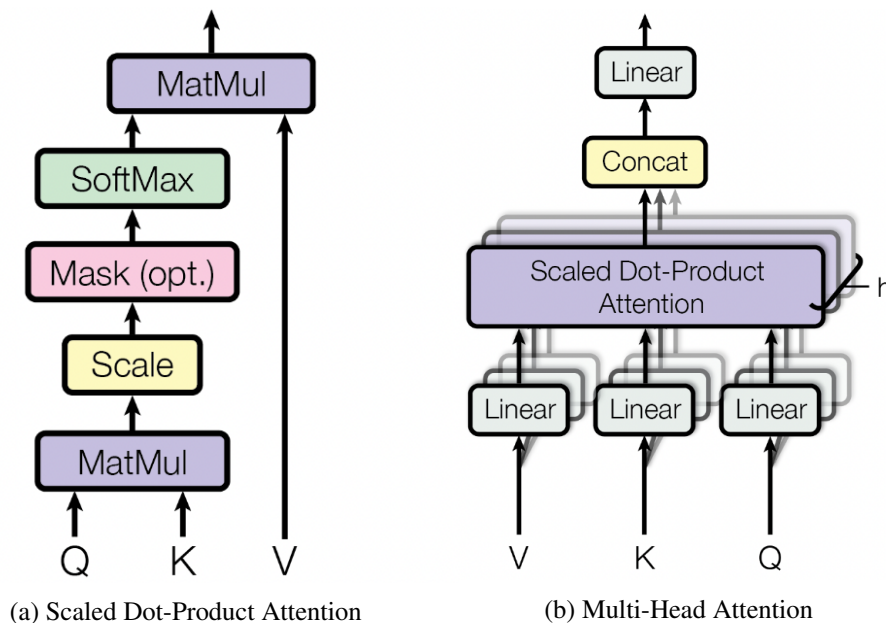 MatMul
SoftMax
Mask (opt.)
Scale
MatMul
Q K V
(a) Scaled Dot-Product Attention
Linear
Concat
Scaled Dot-Product
Attention
h
Linear Linear Linear
V K Q
(b) Multi-Head Attention